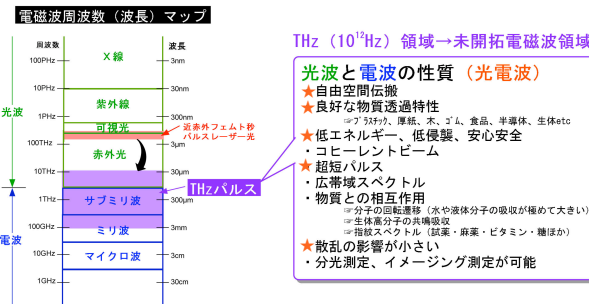 電磁波周波数（波長）マップ
周波数
波長
100PHz
X線
3nm
10PHz
30nm
紫外線
1PHz
300nm
光波
可視光
近赤外フェムト秒
パルスレーザー光
100THz
3μm
赤外光
10THz
30μm
THzパルス
1THz
サブミリ波
300μm
100GHz
ミリ波
3mm
電波
10GHz
マイクロ波
3cm
1GHz
30cm
THz（10¹²Hz）領域→未開拓電磁波領域
光波と電波の性質（光電波）
★自由空間伝搬
★良好な物質透過特性
☞プラスチック、厚紙、木、ゴム、食品、半導体、生体etc
★低エネルギー、低侵襲、安心安全
・コヒーレントビーム
★超短パルス
・広帯域スペクトル
・物質との相互作用
☞分子の回転遷移（水や液体分子の吸収が極めて大きい）
☞生体高分子の共鳴吸収
☞指紋スペクトル（試薬・麻薬・ビタミン・糖ほか）
★散乱の影響が小さい
・分光測定、イメージング測定が可能